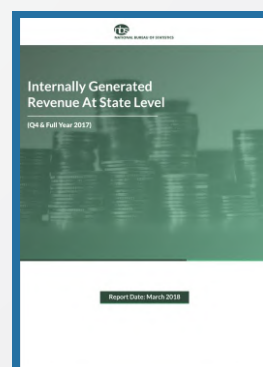 NATIONAL BUREAU OF STATISTICS
Internally Generated
Revenue At State Level
(Q4 & Full Year 2017)
Report Date: March 2018